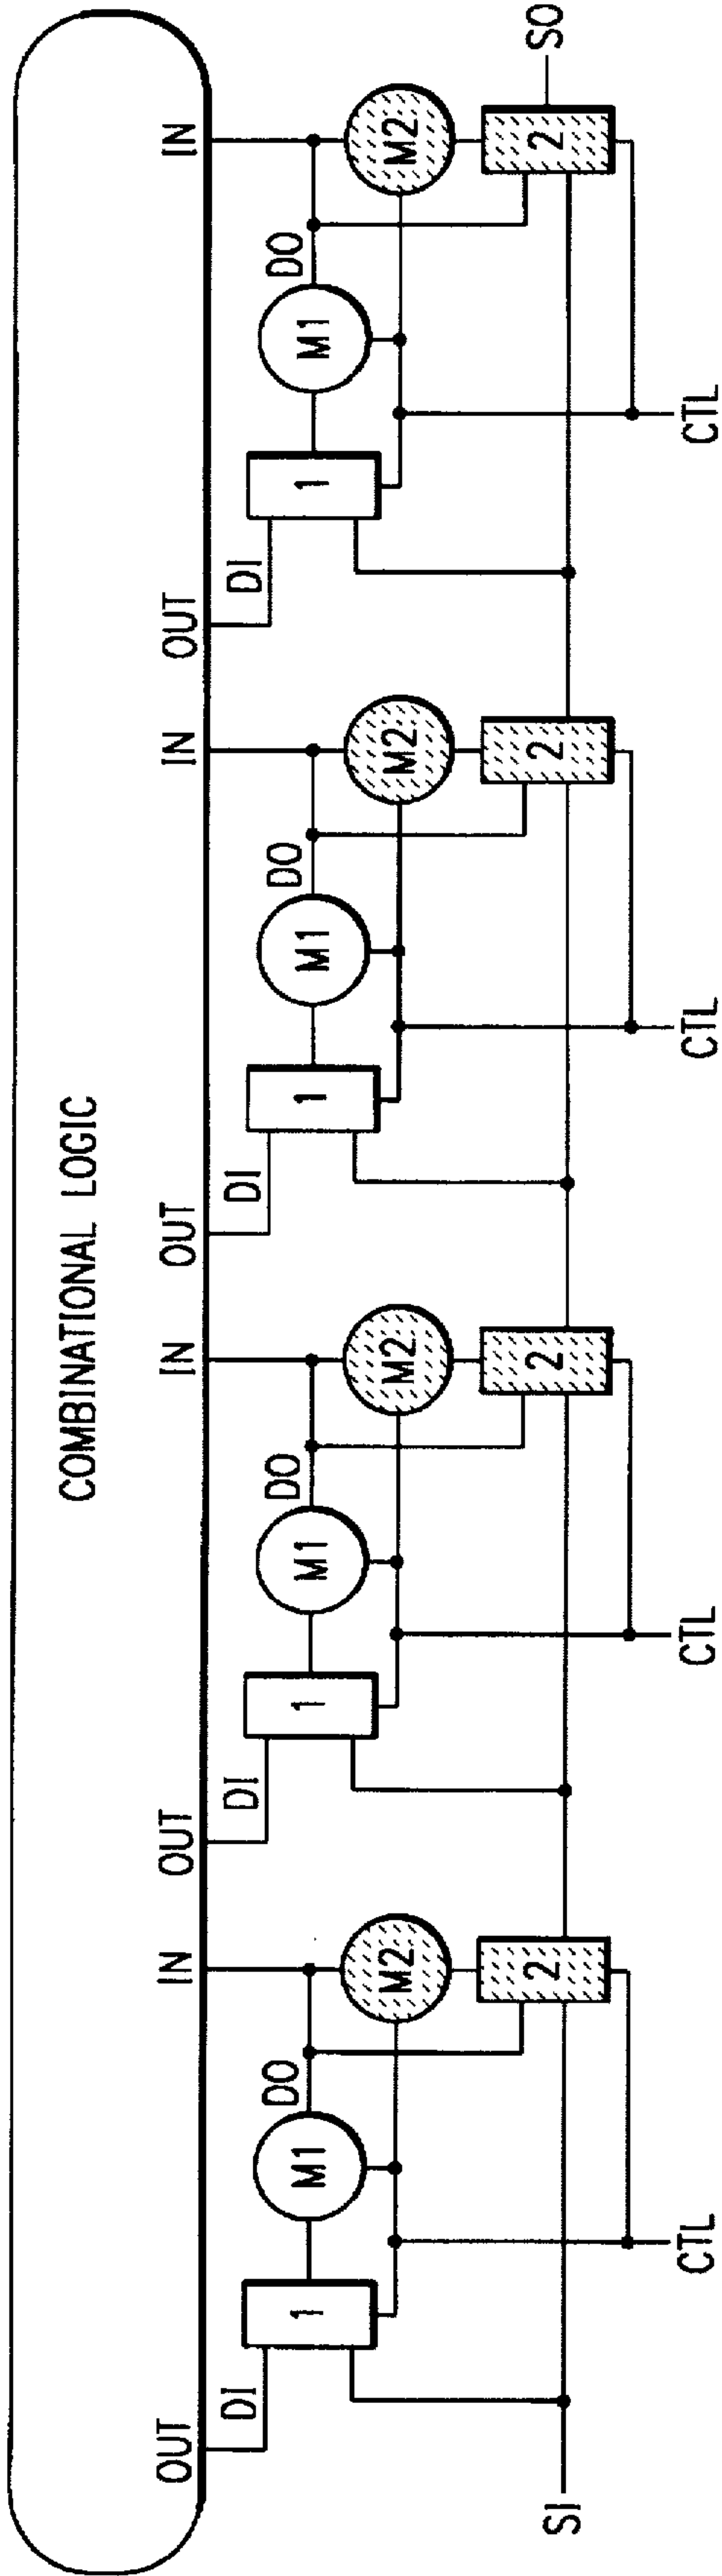 COMBINATIONAL LOGIC
OUT IN OUT IN OUT IN OUT IN
DI DO DI DO DI DO DI DO
1 M1 M2 1 M1 M2 1 M1 M2 1 M1 M2
2 2 2 2
SI SO
CTL CTL CTL CTL